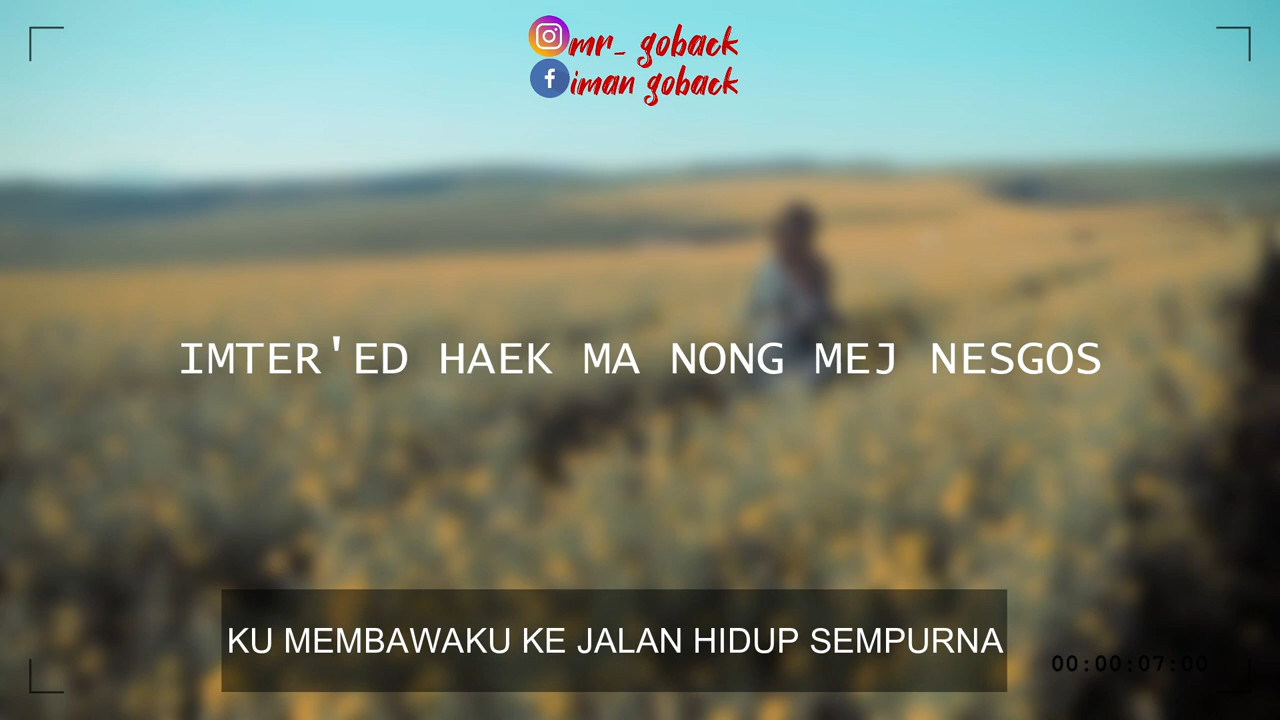 mr_ goback
iman goback
IMTER'ED HAEK MA NONG MEJ NESGOS
KU MEMBAWAKU KE JALAN HIDUP SEMPURNA
00:00:07:00